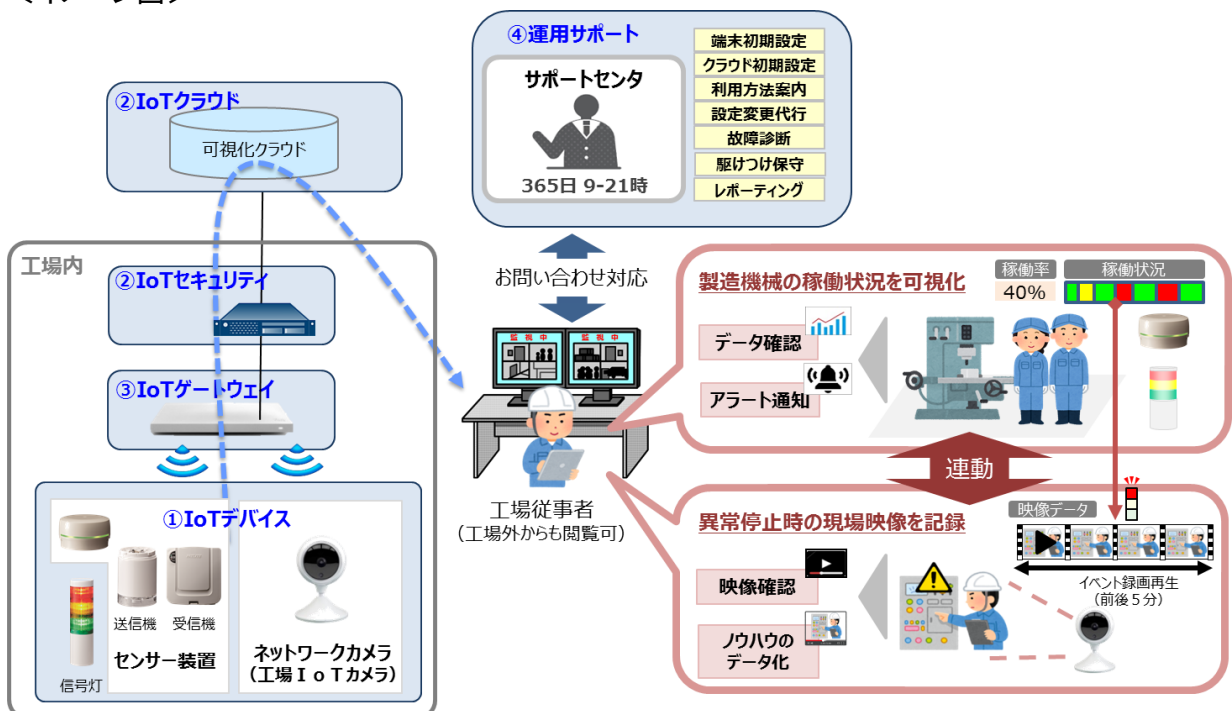 ④運用サポート
サポートセンタ
365日 9-21時
端末初期設定
クラウド初期設定
利用方法案内
設定変更代行
故障診断
駆けつけ保守
レポーティング
②IoTクラウド
可視化クラウド
工場内
②IoTセキュリティ
③IoTゲートウェイ
①IoTデバイス
送信機 受信機
センサー装置
信号灯
ネットワークカメラ
(工場ＩｏＴカメラ)
お問い合わせ対応
監視中
監視中
工場従事者
(工場外からも閲覧可)
製造機械の稼働状況を可視化
稼働率
40%
稼働状況
データ確認
アラート通知
連動
異常停止時の現場映像を記録
映像データ
映像確認
ノウハウの
データ化
イベント録画再生
(前後５分)